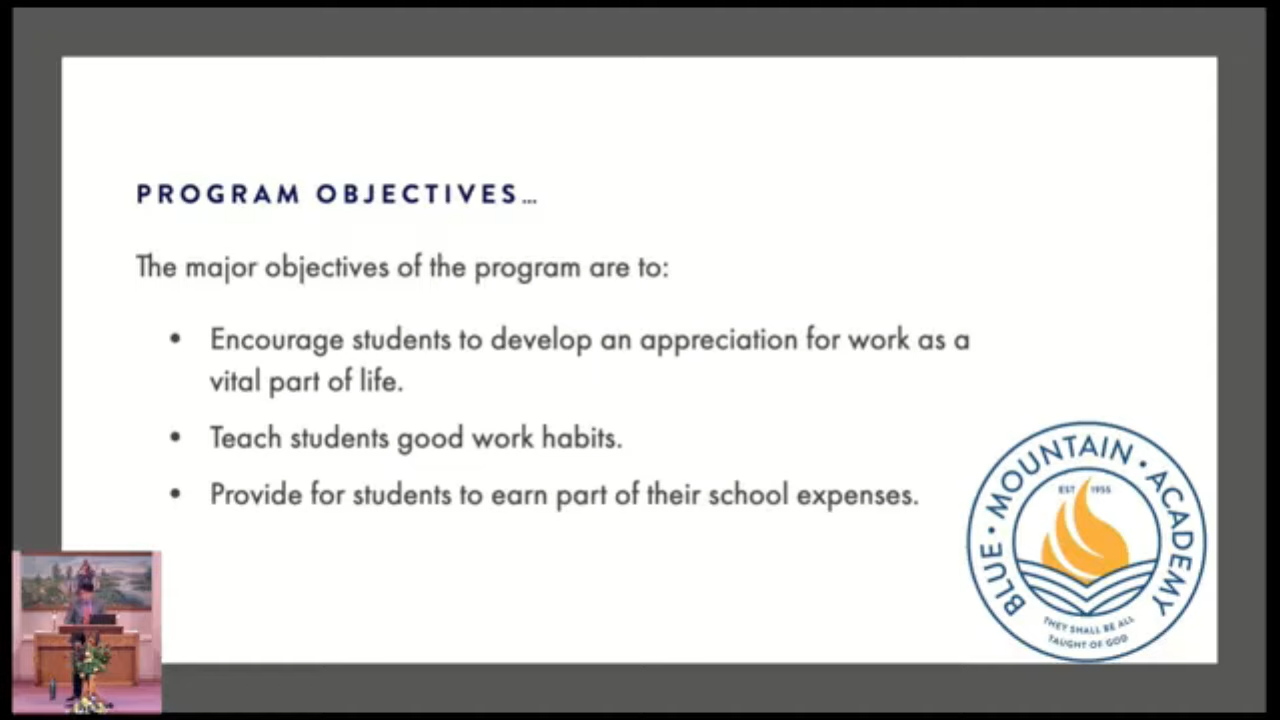 PROGRAM OBJECTIVES…
The major objectives of the program are to:
• Encourage students to develop an appreciation for work as a
vital part of life.
• Teach students good work habits.
• Provide for students to earn part of their school expenses.
BLUE • MOUNTAIN • ACADEMY
EST 1955
THEY SHALL BE ALL
TAUGHT OF GOD